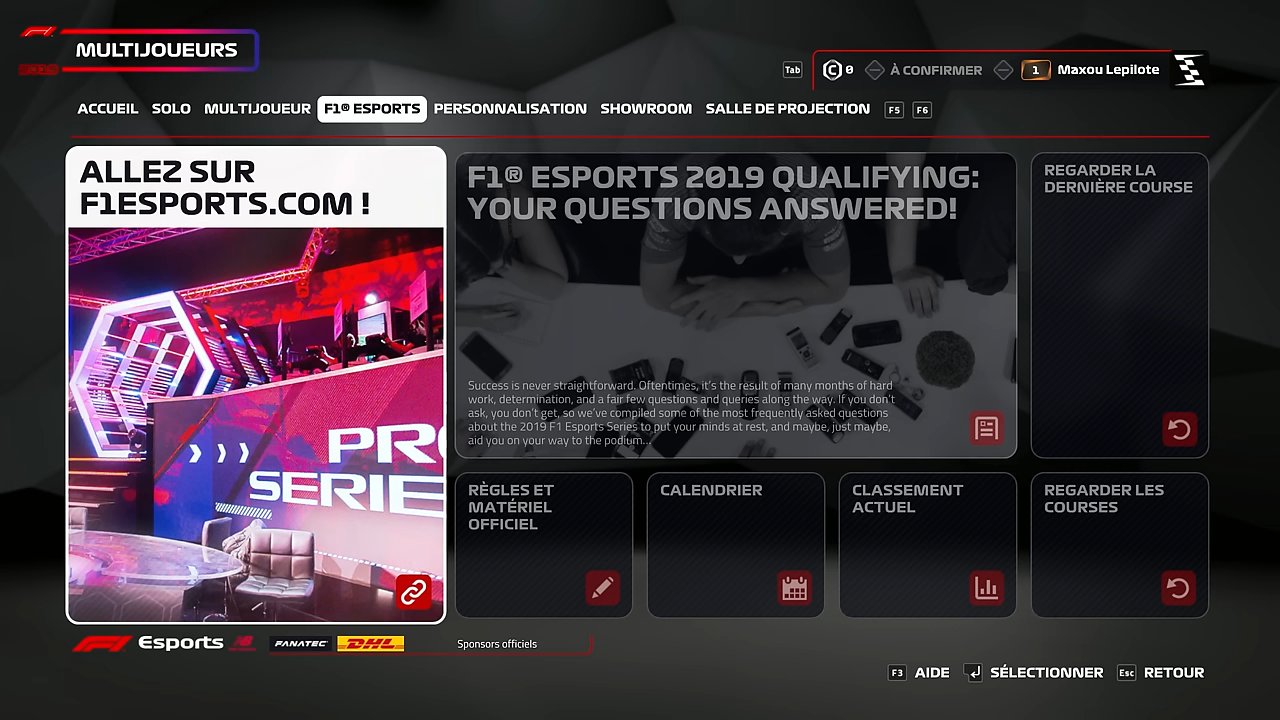 MULTIJOUEURS
Tab
0
À CONFIRMER
1
Maxou Lepilote
ACCUEIL SOLO MULTIJOUEUR F1® ESPORTS PERSONNALISATION SHOWROOM SALLE DE PROJECTION F5 F6
ALLEZ SUR
F1ESPORTS.COM !
PRO
SERIE
F1® ESPORTS 2019 QUALIFYING:
YOUR QUESTIONS ANSWERED!
Success is never straightforward. Oftentimes, it's the result of many months of hard
work, determination, and a fair few questions and queries along the way. If you don't
ask, you don't get, so we've compiled some of the most frequently asked questions
about the 2019 F1 Esports Series to put your minds at rest, and maybe, just maybe,
aid you on your way to the podium...
REGARDER LA
DERNIÈRE COURSE
RÈGLES ET
MATÉRIEL
OFFICIEL
CALENDRIER
CLASSEMENT
ACTUEL
REGARDER LES
COURSES
F1 Esports
FANATEC
DHL
Sponsors officiels
F3 AIDE
SÉLECTIONNER
Esc RETOUR